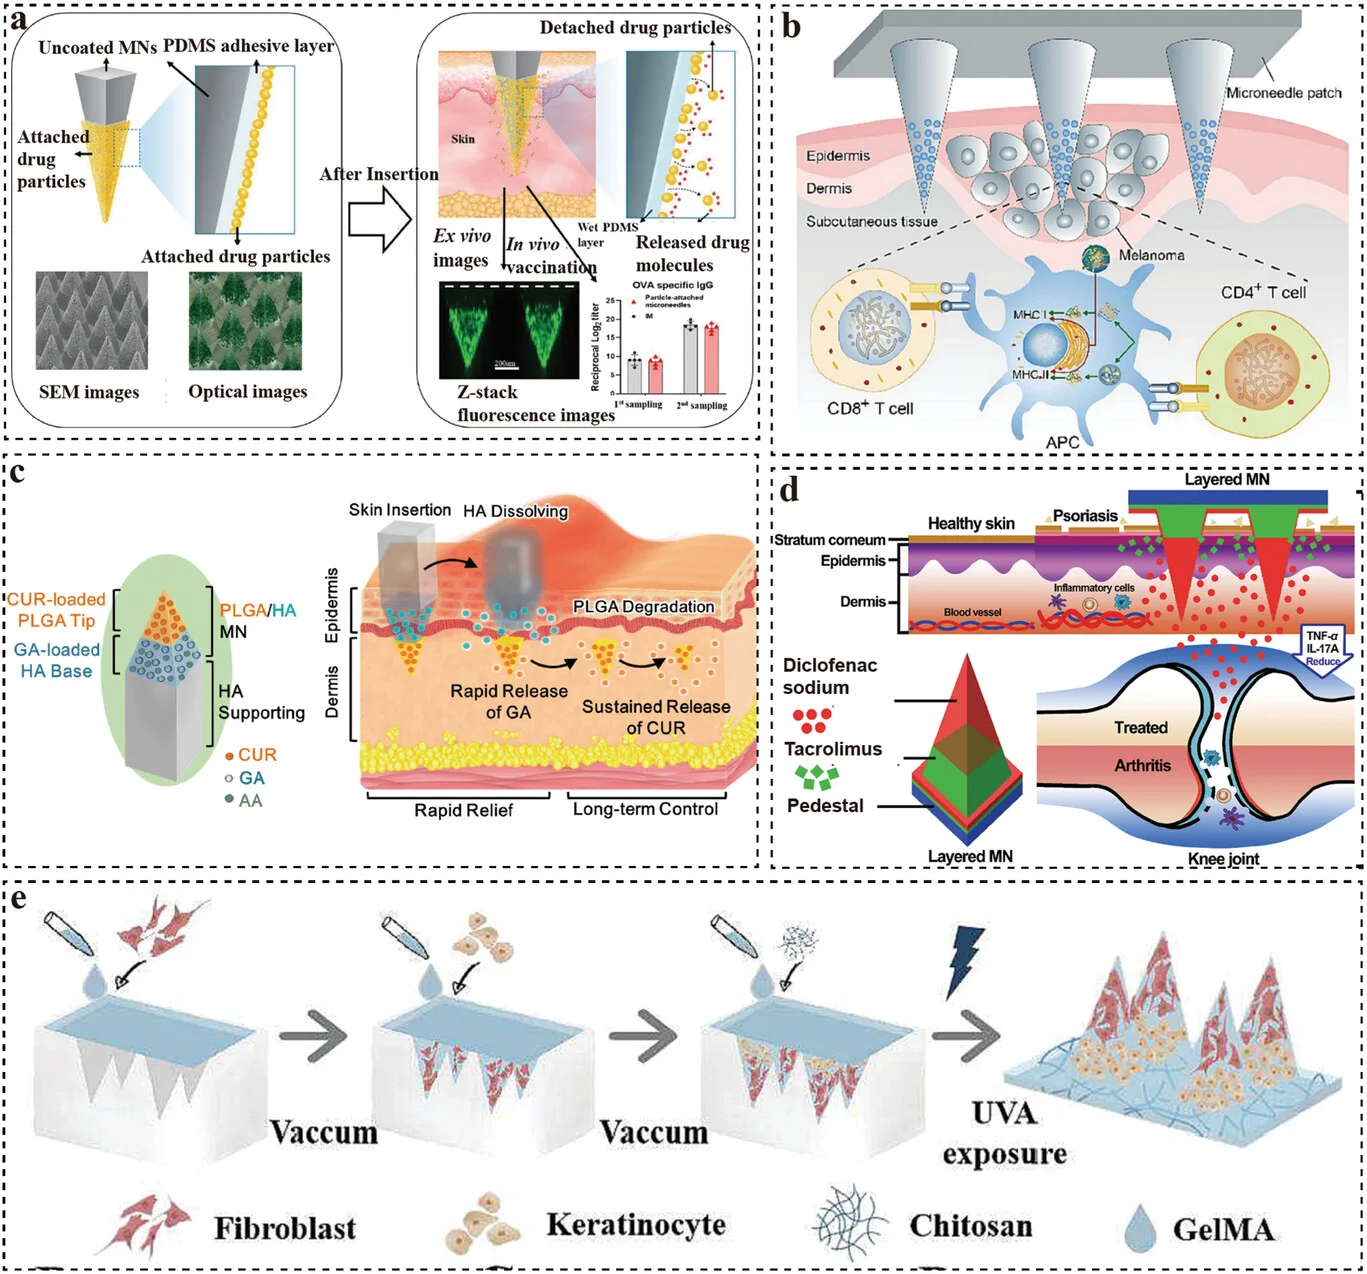 a
Uncoated MNs
PDMS adhesive layer
Attached
drug
particles
Attached drug particles
SEM images
Optical images
After Insertion
Detached drug particles
Skin
Ex vivo
images
In vivo
vaccination
Wet PDMS
layer
Released drug
molecules
200um
Z-stack
fluorescence images
OVA specific IgG
Particle-attached
microneedles
IM
Reciprocal Log2 titer
25
20
15
10
5
0
1st sampling
2nd sampling
b
Microneedle patch
Epidermis
Dermis
Subcutaneous tissue
Melanoma
CD8+ T cell
MHC I
MHC II
APC
CD4+ T cell
c
CUR-loaded
PLGA Tip
GA-loaded
HA Base
PLGA/HA
MN
HA
Supporting
CUR
GA
AA
Skin Insertion
HA Dissolving
Epidermis
Dermis
PLGA Degradation
Rapid Release
of GA
Sustained Release
of CUR
Rapid Relief
Long-term Control
d
Layered MN
Healthy skin
Psoriasis
Stratum corneum
Epidermis
Dermis
Inflammatory cells
Blood vessel
TNF-α
IL-17A
Reduce
Diclofenac
sodium
Tacrolimus
Pedestal
Layered MN
Treated
Arthritis
Knee joint
e
Vaccum
Vaccum
UVA
exposure
Fibroblast
Keratinocyte
Chitosan
GelMA